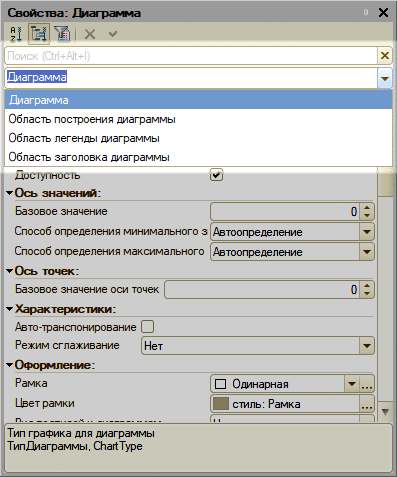 Свойства: Диаграмма
Поиск (Ctrl+Alt+I)
Диаграмма
Диаграмма
Область построения диаграммы
Область легенды диаграммы
Область заголовка диаграммы
Доступность
Ось значений:
Базовое значение 0
Способ определения минимального з Автоопределение
Способ определения максимального Автоопределение
Ось точек:
Базовое значение оси точек 0
Характеристики:
Авто-транспонирование
Режим сглаживание Нет
Оформление:
Рамка Одинарная ...
Цвет рамки стиль: Рамка ...
Тип графика для диаграммы
ТипДиаграммы, ChartType